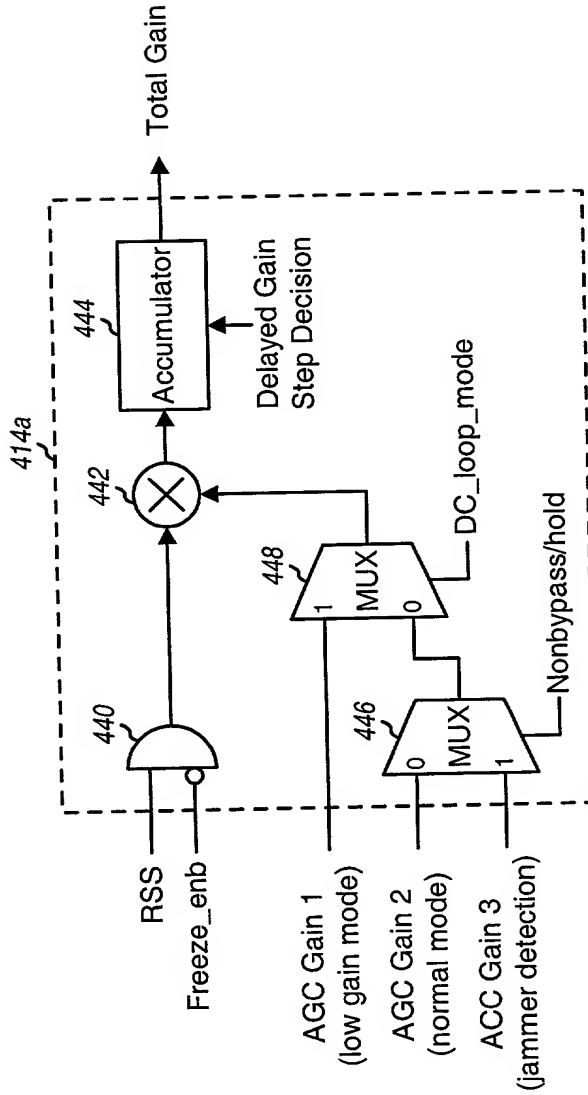 414a
RSS
Freeze_enb
440
442
444
Accumulator
Total Gain
Delayed Gain
Step Decision
AGC Gain 1
(low gain mode)
AGC Gain 2
(normal mode)
ACC Gain 3
(jammer detection)
446
0
MUX
1
448
1
MUX
0
DC_loop_mode
Nonbypass/hold